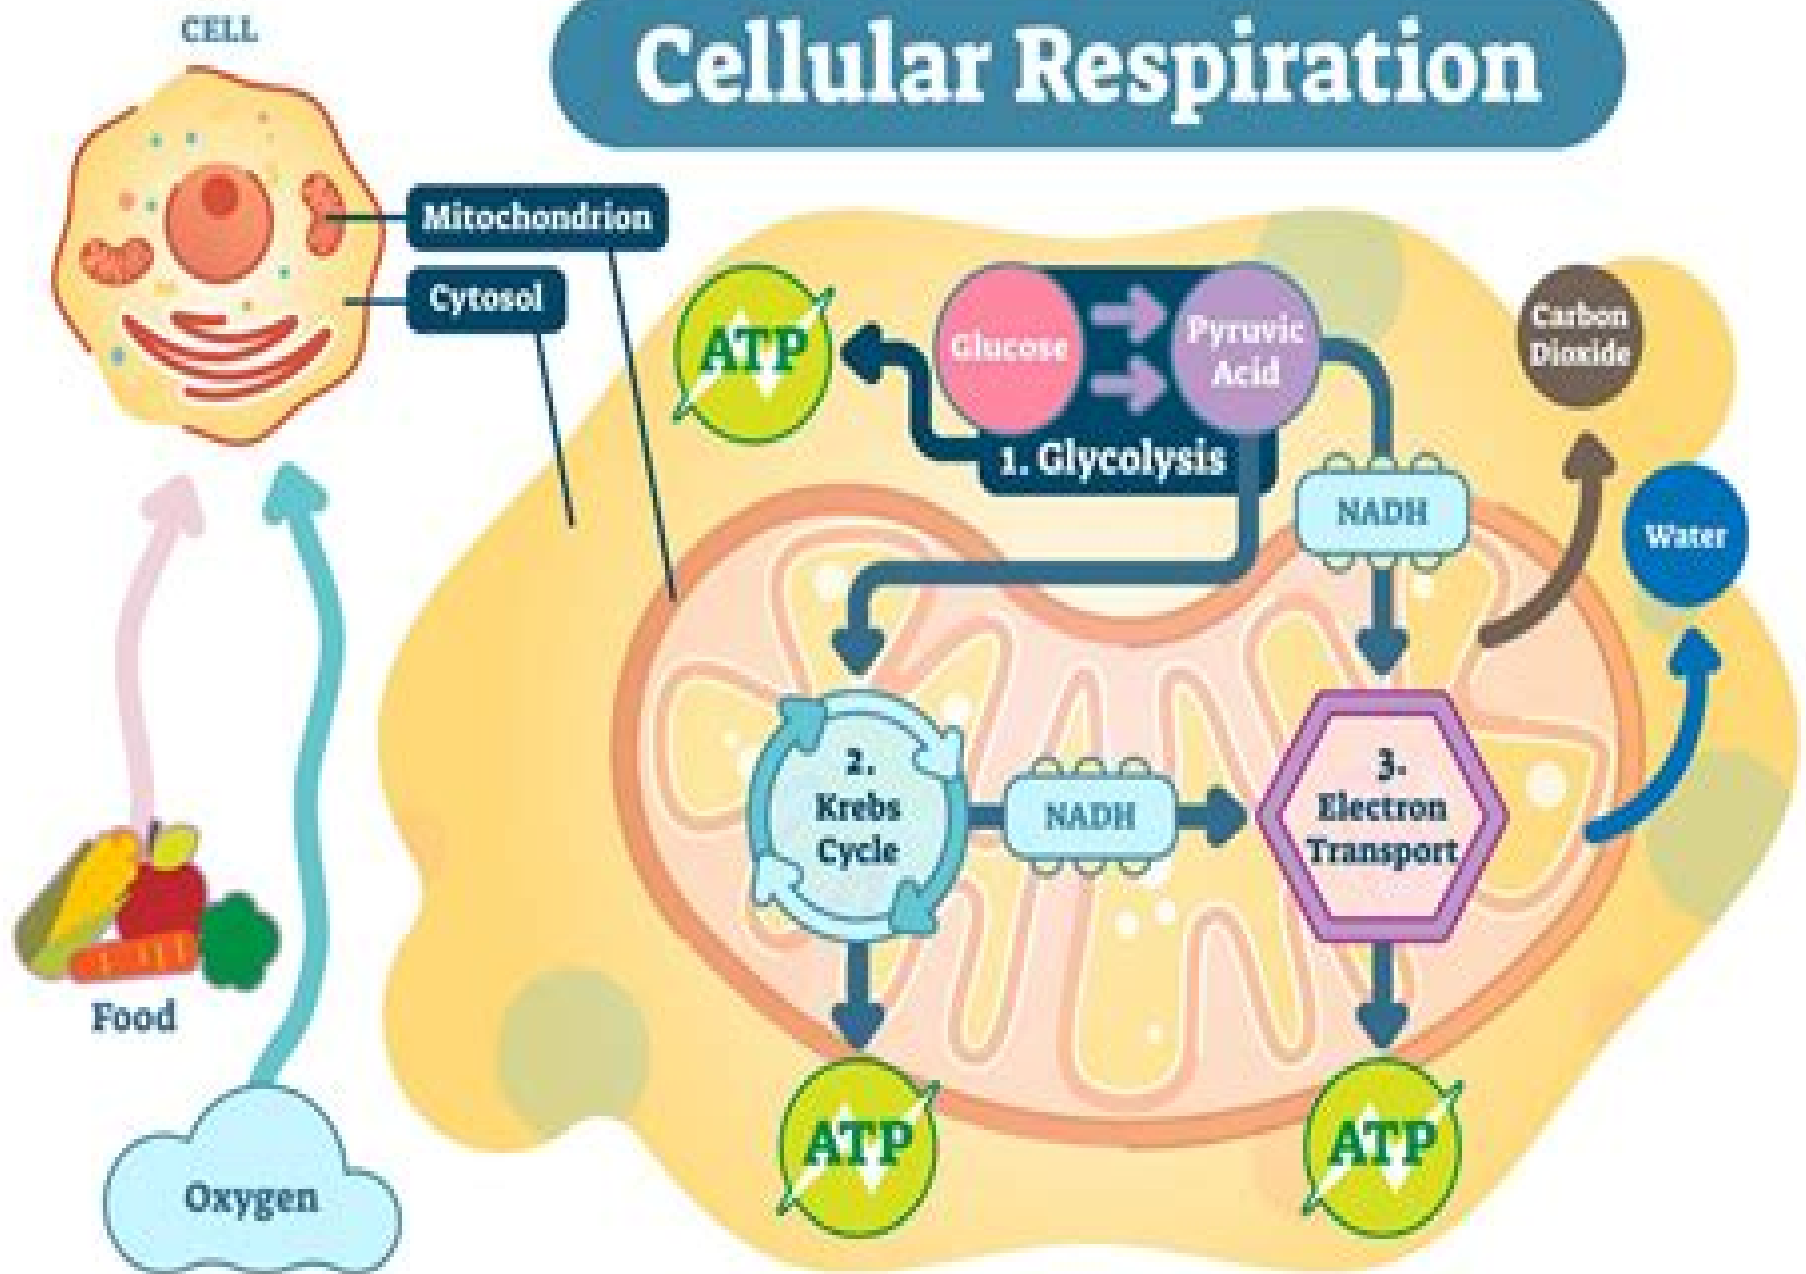 CELL
Cellular Respiration
Mitochondrion
Cytosol
ATP
Glucose
Pyruvic
Acid
1. Glycolysis
Carbon
Dioxide
NADH
Water
2.
Krebs
Cycle
NADH
3.
Electron
Transport
Food
Oxygen
ATP
ATP